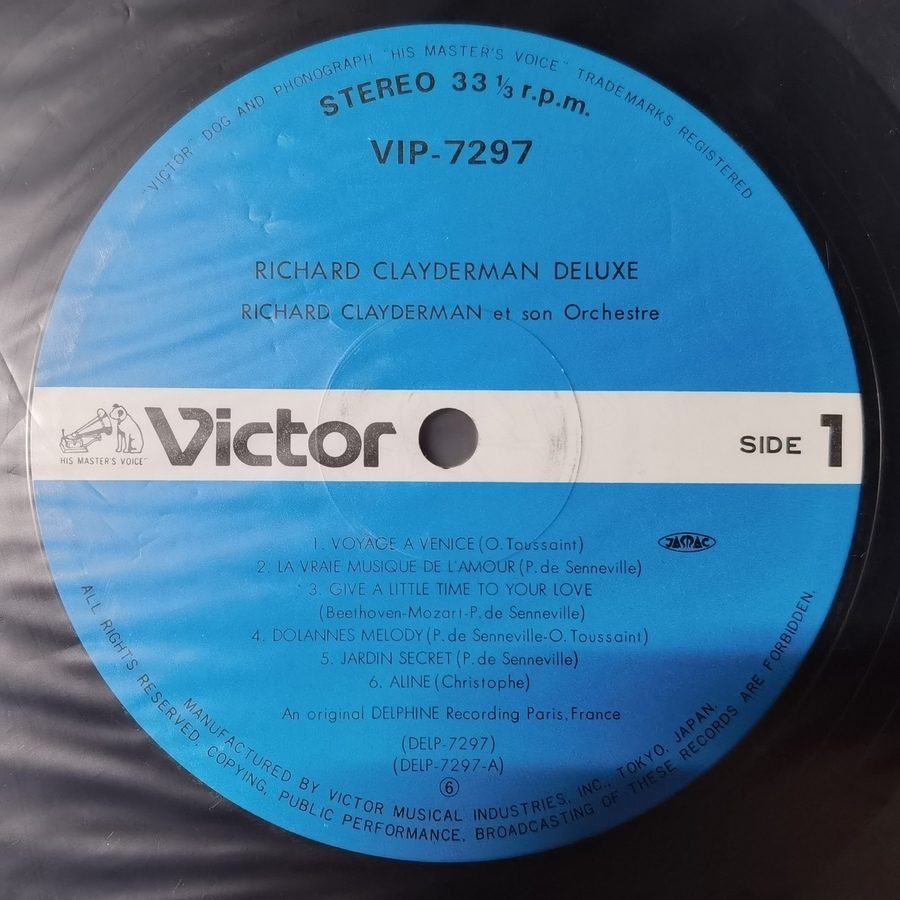 "VICTOR" DOG AND PHONOGRAPH "HIS MASTER'S VOICE" TRADEMARKS REGISTERED
STEREO 33 1/3 r.p.m.
VIP-7297
RICHARD CLAYDERMAN DELUXE
RICHARD CLAYDERMAN et son Orchestre
HIS MASTER'S VOICE"
Victor
SIDE 1
1. VOYAGE A VENICE (O. Toussaint)
JASRAC
2. LA VRAIE MUSIQUE DE L'AMOUR (P. de Senneville)
3. GIVE A LITTLE TIME TO YOUR LOVE
(Beethoven-Mozart-P. de Senneville)
4. DOLANNES MELODY (P. de Senneville-O. Toussaint)
5. JARDIN SECRET (P. de Senneville)
6. ALINE (Christophe)
An original DELPHINE Recording Paris, France
(DELP-7297)
(DELP-7297-A)
⑥
MANUFACTURED BY VICTOR MUSICAL INDUSTRIES, INC., TOKYO, JAPAN.
ALL RIGHTS RESERVED. COPYING, PUBLIC PERFORMANCE, BROADCASTING OF THESE RECORDS ARE FORBIDDEN.